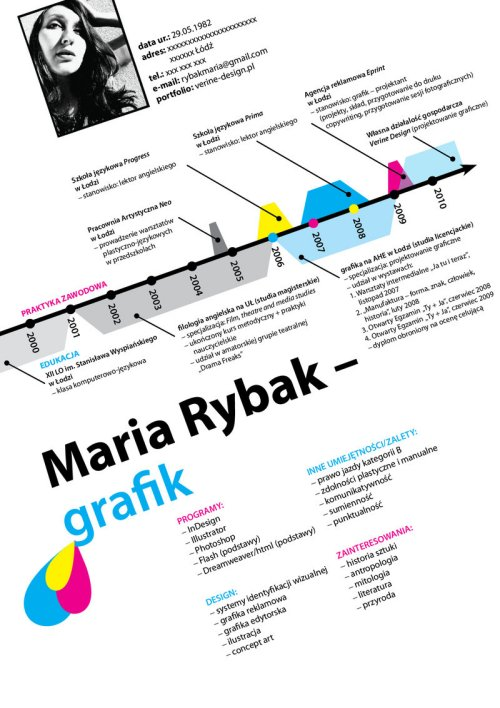 data ur.: 29.05.1982
adres: xxxxxxxxxxxxxxxxxxxxx
xxxxxx Łódź
tel.: xxx xxx xxx
e-mail: rybakmaria@gmail.com
portfolio: verine-design.pl
Szkoła językowa Progress
w Łodzi
– stanowisko: lektor angielskiego
Szkoła językowa Prima
w Łodzi
– stanowisko: lektor angielskiego
Agencja reklamowa Eprint
w Łodzi
– stanowisko: grafik – projektant
(projekty, skład, przygotowanie do druku
copywriting, przygotowanie sesji fotograficznych)
Własna działalność gospodarcza
Verine Design (projektowanie graficzne)
Pracownia Artystyczna Neo
w Łodzi
– prowadzenie warsztatów
plastyczno-językowych
w przedszkolach
PRAKTYKA ZAWODOWA
2000
2001
2002
2003
2004
2005
2006
2007
2008
2009
2010
EDUKACJA
XII LO im. Stanisława Wyspiańskiego
w Łodzi
– klasa komputerowo-językowa
filologia angielska na UŁ (studia magisterskie)
– specjalizacja: Film, theatre and media studies
– ukończony kurs metodyczny + praktyki
nauczycielskie
– udział w amatorskiej grupie teatralnej
„Drama Freaks”
grafika na AHE w Łodzi (studia licencjackie)
– specjalizacja: projektowanie graficzne
– udział w wystawach:
1. Warsztaty intermedialne „Ja tu i teraz”,
listopad 2007
2. „Manufaktura – forma, znak, człowiek,
historia”, luty 2008
3. Otwarty Egzamin „Ty + Ja”, czerwiec 2008
4. Otwarty Egzamin „Ty + Ja”, czerwiec 2009
– dyplom obroniony na ocenę celującą
Maria Rybak –
grafik
PROGRAMY:
– InDesign
– Illustrator
– Photoshop
– Flash (podstawy)
– Dreamweaver/html (podstawy)
INNE UMIEJĘTNOŚCI/ZALETY:
– prawo jazdy kategorii B
– zdolności plastyczne i manualne
– komunikatywność
– sumienność
– punktualność
DESIGN:
– systemy identyfikacji wizualnej
– grafika reklamowa
– grafika edytorska
– ilustracja
– concept art
ZAINTERESOWANIA:
– historia sztuki
– antropologia
– mitologia
– literatura
– przyroda